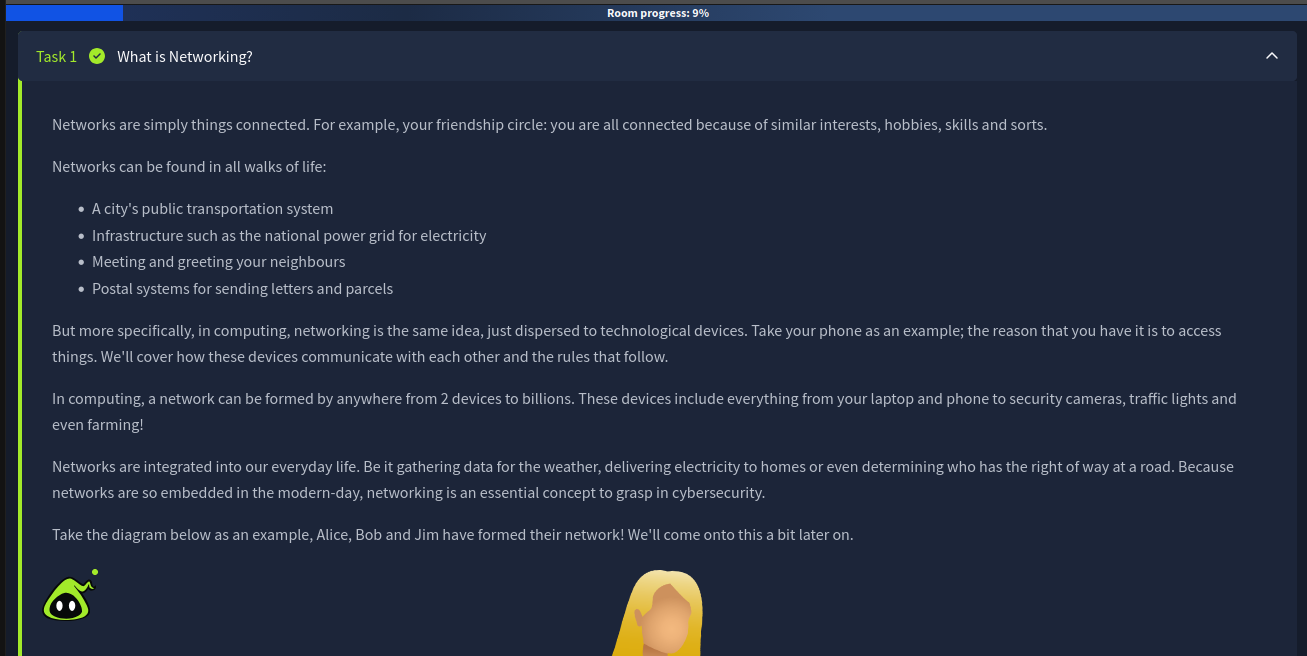 Room progress: 9%
Task 1 What is Networking?
Networks are simply things connected. For example, your friendship circle: you are all connected because of similar interests, hobbies, skills and sorts.
Networks can be found in all walks of life:
• A city's public transportation system
• Infrastructure such as the national power grid for electricity
• Meeting and greeting your neighbours
• Postal systems for sending letters and parcels
But more specifically, in computing, networking is the same idea, just dispersed to technological devices. Take your phone as an example; the reason that you have it is to access
things. We'll cover how these devices communicate with each other and the rules that follow.
In computing, a network can be formed by anywhere from 2 devices to billions. These devices include everything from your laptop and phone to security cameras, traffic lights and
even farming!
Networks are integrated into our everyday life. Be it gathering data for the weather, delivering electricity to homes or even determining who has the right of way at a road. Because
networks are so embedded in the modern-day, networking is an essential concept to grasp in cybersecurity.
Take the diagram below as an example, Alice, Bob and Jim have formed their network! We'll come onto this a bit later on.